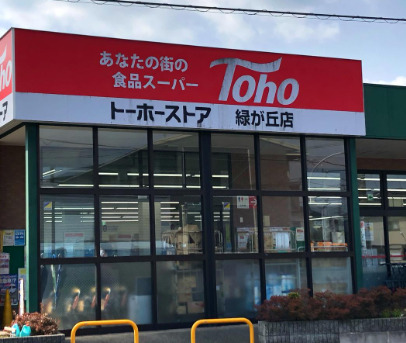 あなたの街の
食品スーパー
Toho
トーホーストア 緑が丘店